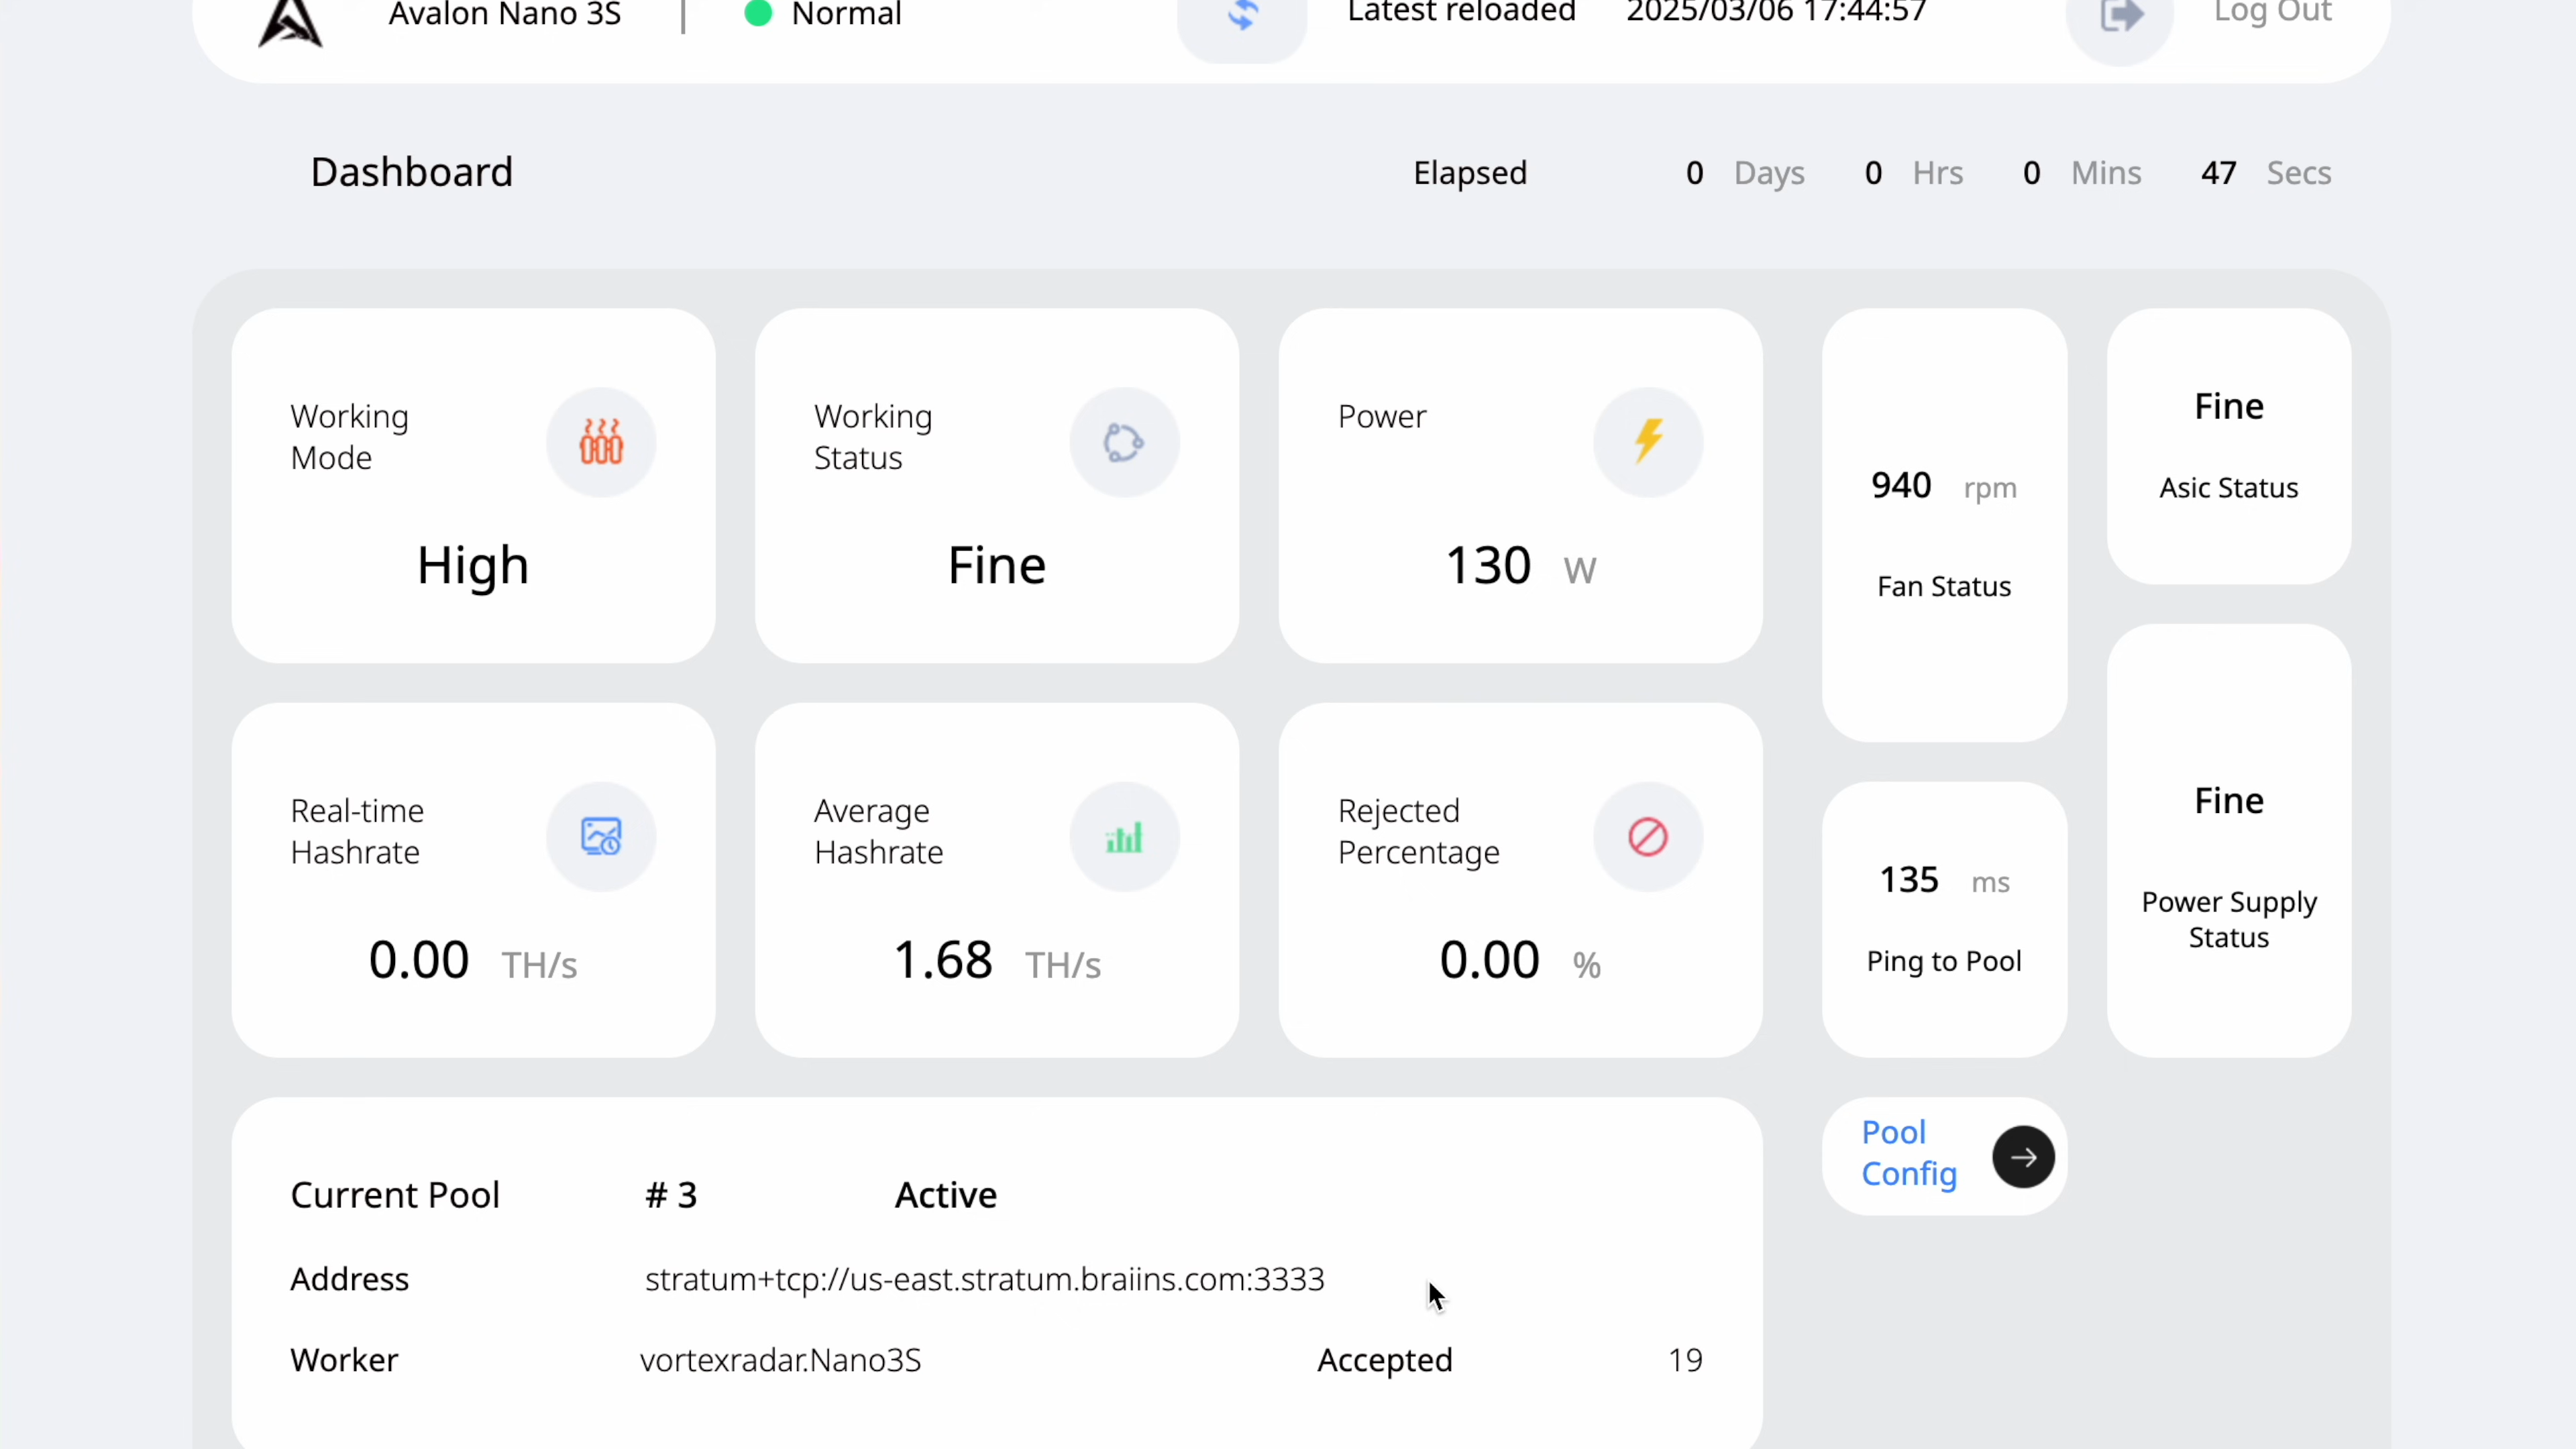 Avalon Nano 3S | Normal Latest reloaded 2025/03/06 17:44:57 Log Out
Dashboard Elapsed 0 Days 0 Hrs 0 Mins 47 Secs
Working
Mode
High
Working
Status
Fine
Power
130 W
940 rpm
Fan Status
Fine
Asic Status
Real-time
Hashrate
0.00 TH/s
Average
Hashrate
1.68 TH/s
Rejected
Percentage
0.00 %
135 ms
Ping to Pool
Fine
Power Supply
Status
Current Pool # 3 Active
Address stratum+tcp://us-east.stratum.braiins.com:3333
Worker vortexradar.Nano3S Accepted 19
Pool
Config